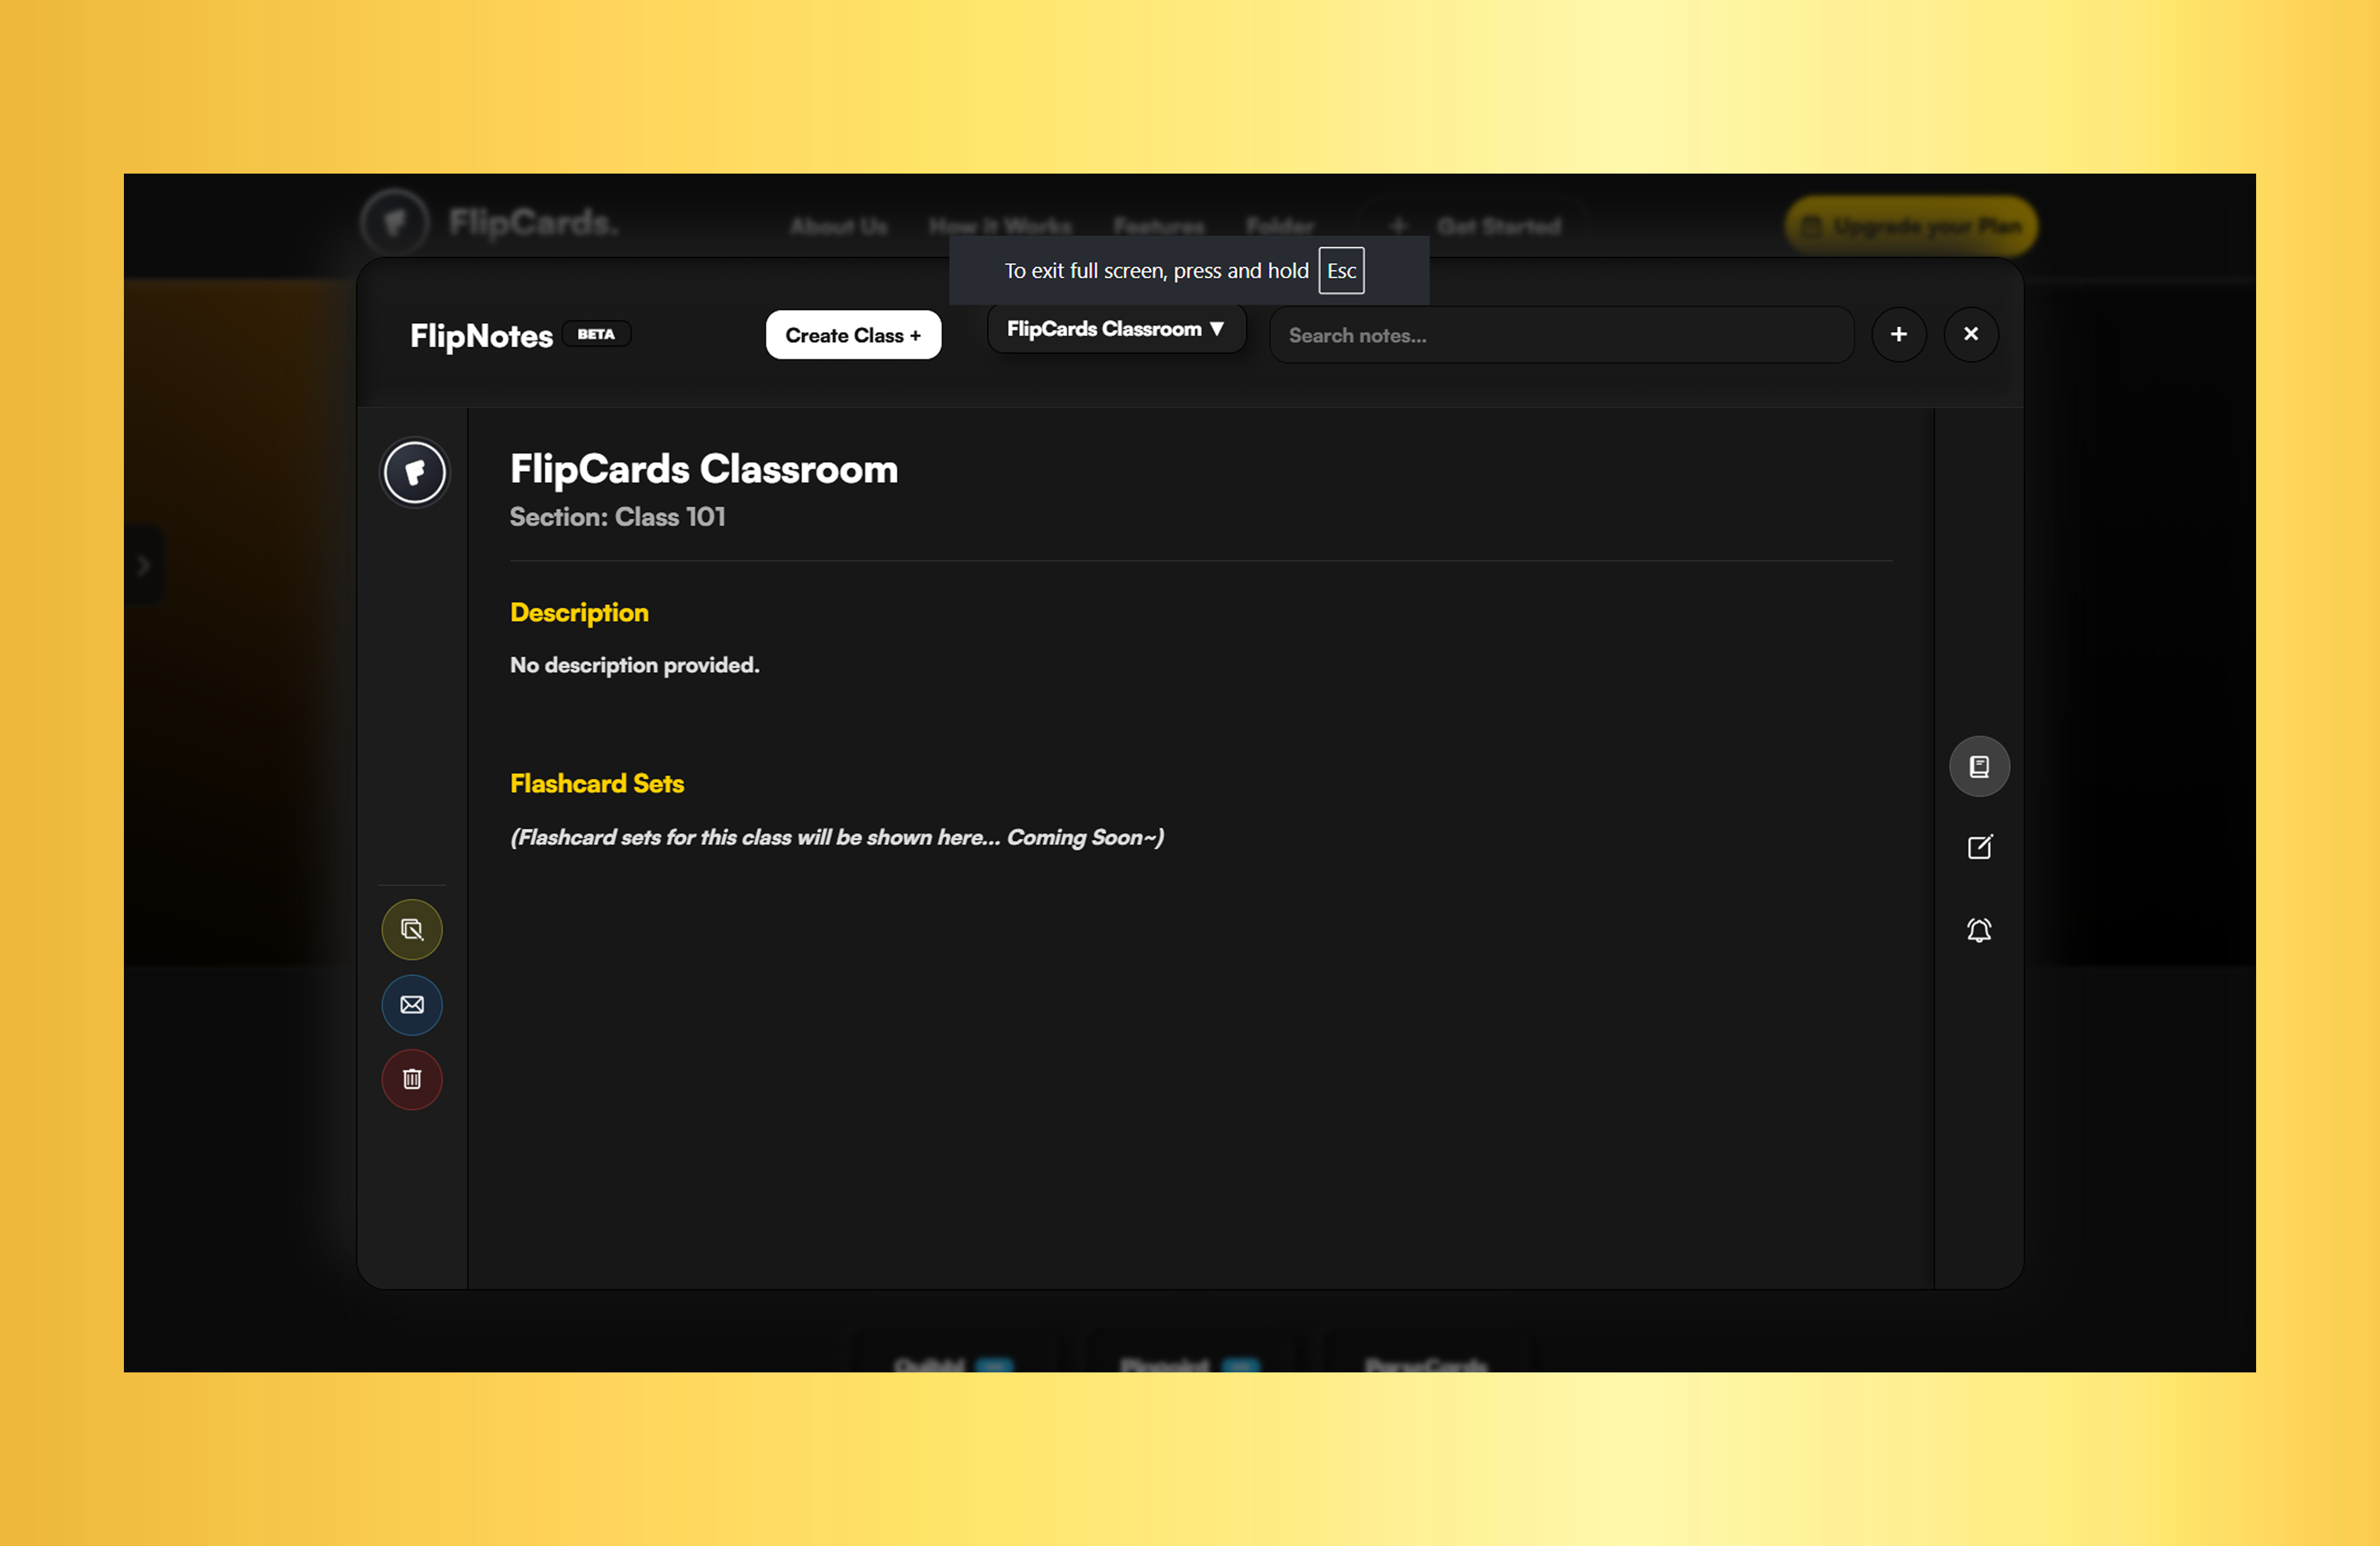 FlipCards.
About Us
How it Works
Features
Folder
+ Get Started
Upgrade your Plan
To exit full screen, press and hold Esc
FlipNotes BETA
Create Class +
FlipCards Classroom ▼
Search notes...
FlipCards Classroom
Section: Class 101
Description
No description provided.
Flashcard Sets
(Flashcard sets for this class will be shown here... Coming Soon~)
Pinpoint
ParseCards